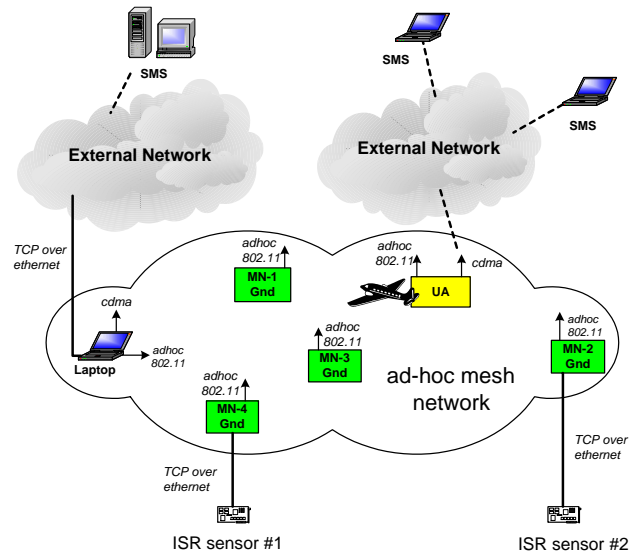 SMS
SMS
SMS
External Network
External Network
TCP over
ethernet
adhoc
802.11
MN-1
Gnd
adhoc
802.11
cdma
UA
cdma
Laptop
adhoc
802.11
adhoc
802.11
MN-3
Gnd
adhoc
802.11
MN-2
Gnd
adhoc
802.11
MN-4
Gnd
ad-hoc mesh
network
TCP over
ethernet
TCP over
ethernet
ISR sensor #1
ISR sensor #2